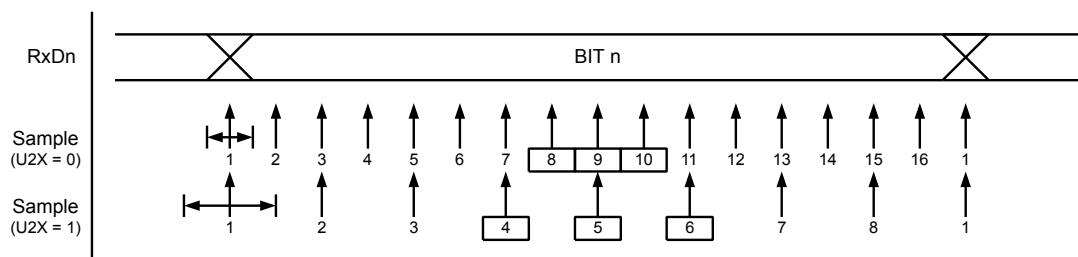 RxDn BIT n
Sample
(U2X = 0)
1 2 3 4 5 6 7 8 9 10 11 12 13 14 15 16 1
Sample
(U2X = 1)
1 2 3 4 5 6 7 8 1